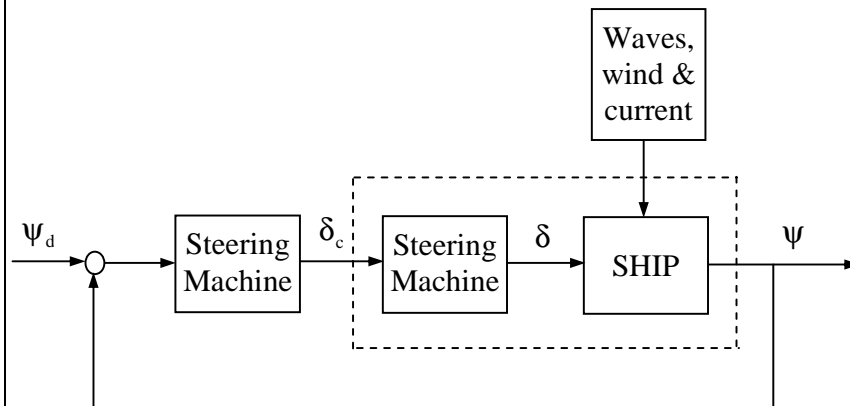 Waves,
wind &
current
ψd
Steering
Machine
δc
Steering
Machine
δ
SHIP
ψ